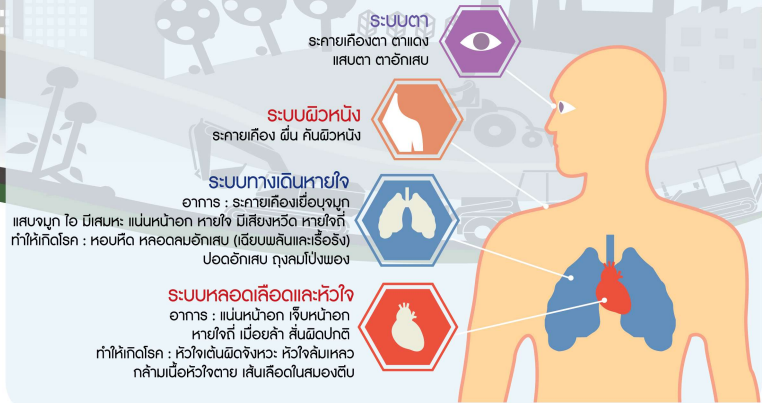 ระบบตา
ระคายเคืองตา ตาแดง
แสบตา ตาอักเสบ
ระบบผิวหนัง
ระคายเคือง ผื่น คันผิวหนัง
ระบบทางเดินหายใจ
อาการ : ระคายเคืองเยื่อบุจมูก
แสบจมูก ไอ มีเสมหะ แน่นหน้าอก หายใจ มีเสียงหวีด หายใจถี่
ทำให้เกิดโรค : หอบหืด หลอดลมอักเสบ (เฉียบพลันและเรื้อรัง)
ปอดอักเสบ ถุงลมโป่งพอง
ระบบหลอดเลือดและหัวใจ
อาการ : แน่นหน้าอก เจ็บหน้าอก
หายใจถี่ เมื่อยล้า สั่นผิดปกติ
ทำให้เกิดโรค : หัวใจเต้นผิดจังหวะ หัวใจล้มเหลว
กล้ามเนื้อหัวใจตาย เส้นเลือดในสมองตีบ